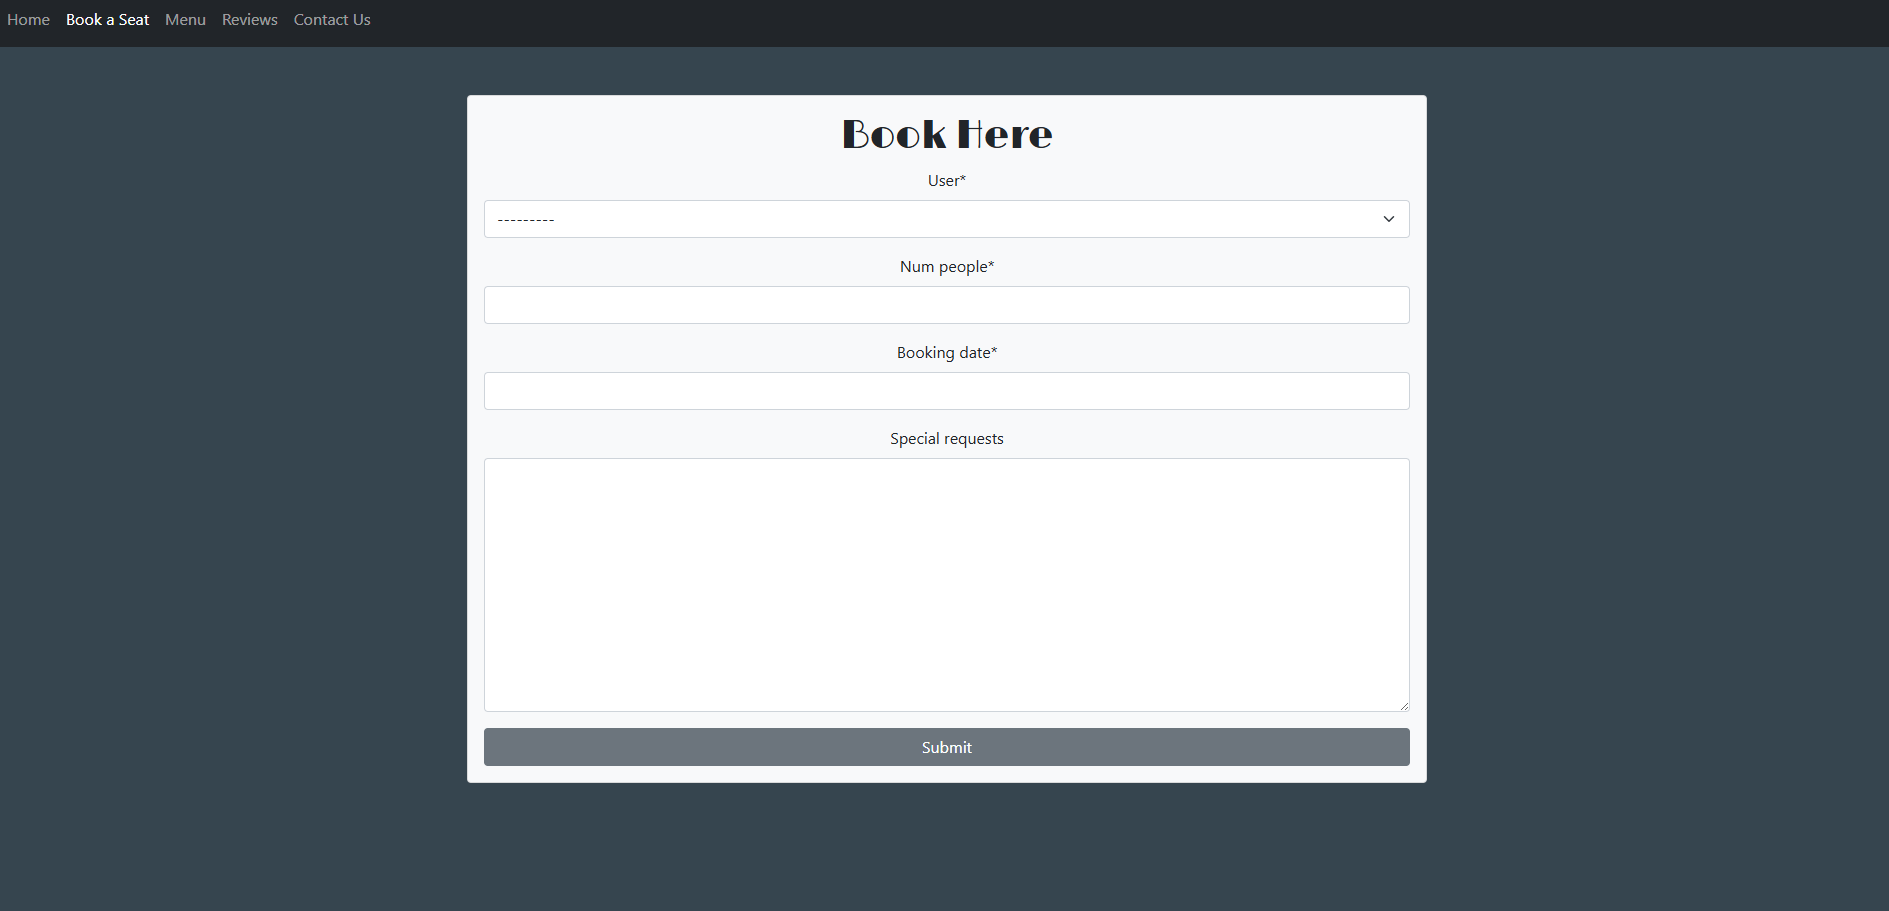 Home Book a Seat Menu Reviews Contact Us
Book Here
User*
---------
Num people*
Booking date*
Special requests
Submit